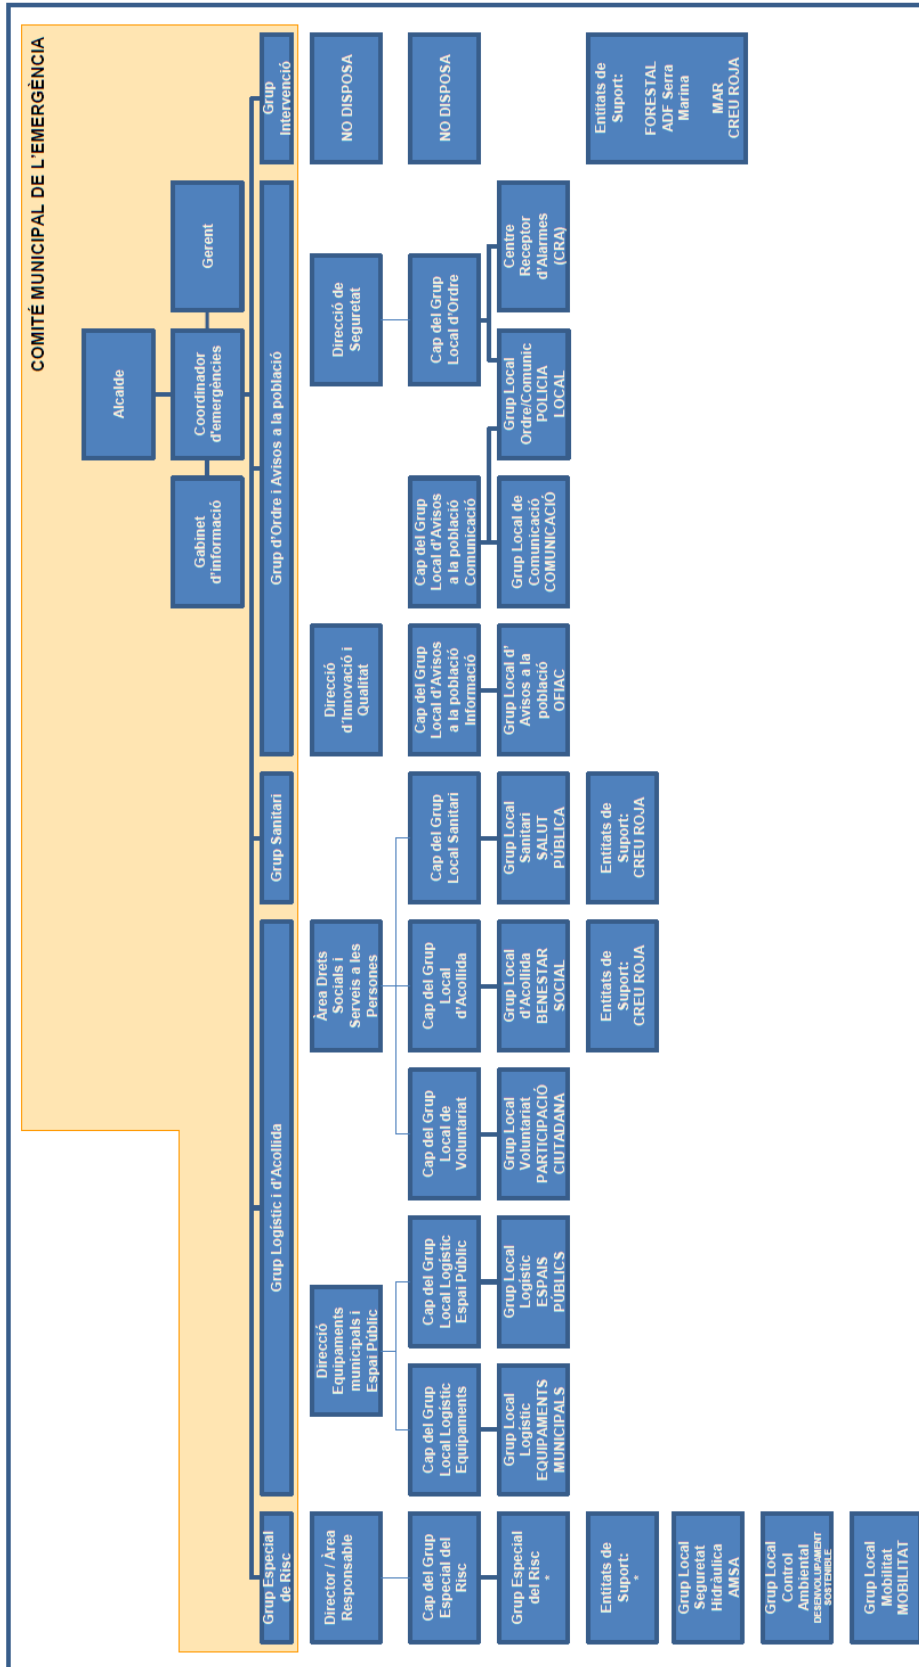 COMITÉ MUNICIPAL DE L'EMERGÈNCIA
Alcalde
Gabinet
d'informació
Coordinador
d'emergències
Gerent
Grup Especial
de Risc
Grup Logístic i d'Acollida
Grup Sanitari
Grup d'Ordre i Avisos a la població
Grup
Intervenció
Director / Àrea
Responsable
Direcció
Equipaments
municipals i
Espai Públic
Àrea Drets
Socials i
Serveis a les
Persones
Direcció
d'Innovació i
Qualitat
Direcció de
Seguretat
NO DISPOSA
Cap del Grup
Especial del
Risc
Cap del Grup
Local Logístic
Equipaments
Cap del Grup
Local Logístic
Espai Públic
Cap del Grup
Local de
Voluntariat
Cap del Grup
Local
d'Acollida
Cap del Grup
Local Sanitari
Cap del Grup
Local d'Avisos
a la població
Informació
Cap del Grup
Local d'Avisos
a la població
Comunicació
Cap del Grup
Local d'Ordre
NO DISPOSA
Grup Especial
del Risc
*
Grup Local
Logístic
EQUIPAMENTS
MUNICIPALS
Grup Local
Logístic
ESPAIS
PÚBLICS
Grup Local
Voluntariat
PARTICIPACIÓ
CIUTADANA
Grup Local
d'Acollida
BENESTAR
SOCIAL
Grup Local
Sanitari
SALUT
PÚBLICA
Grup Local d'
Avisos a la
població
OFIAC
Grup Local de
Comunicació
COMUNICACIÓ
Grup Local
Ordre/Comunic
POLICIA
LOCAL
Centre
Receptor
d'Alarmes
(CRA)
Entitats de
Suport:
*
Entitats de
Suport:
CREU ROJA
Entitats de
Suport:
CREU ROJA
Entitats de
Suport:
FORESTAL
ADF Serra
Marina
MAR
CREU ROJA
Grup Local
Seguretat
Hidràulica
AMSA
Grup Local
Control
Ambiental
DESENVOLUPAMENT
SOSTENIBLE
Grup Local
Mobilitat
MOBILITAT